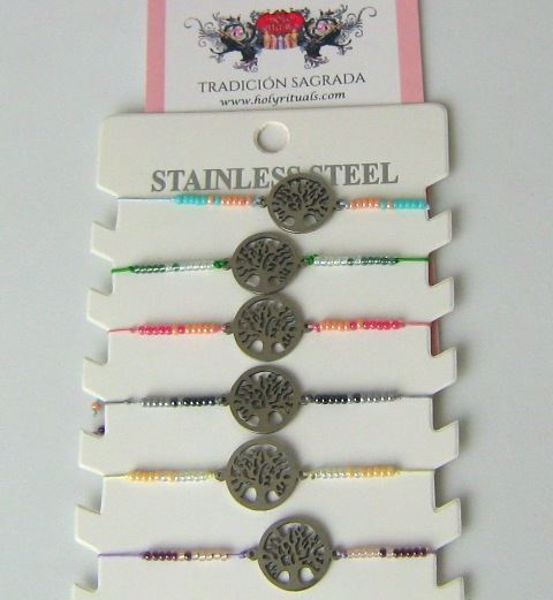 TRADICIÓN SAGRADA
www.holyrituals.com
STAINLESS STEEL